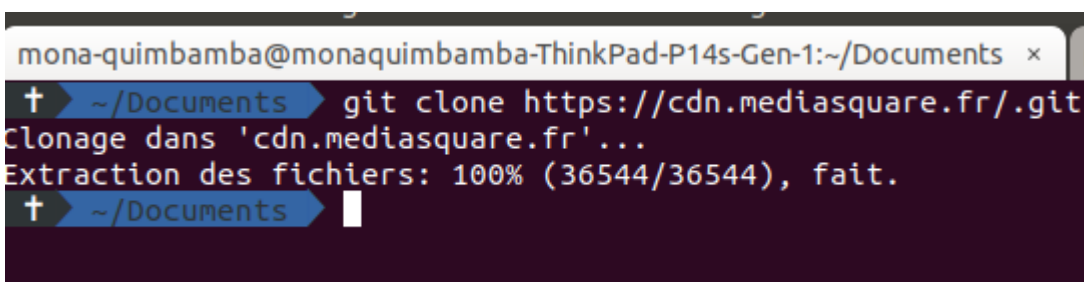 mona-quimbamba@monaquimbamba-ThinkPad-P14s-Gen-1:~/Documents ×
† ~/Documents git clone https://cdn.mediasquare.fr/.git
Clonage dans 'cdn.mediasquare.fr'...
Extraction des fichiers: 100% (36544/36544), fait.
† ~/Documents